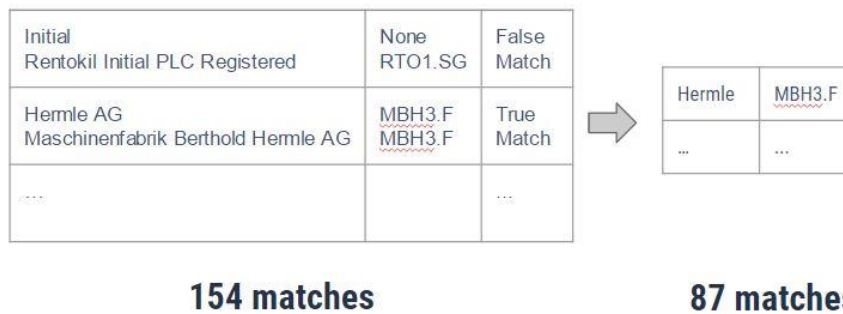 Initial None False
Rentokil Initial PLC Registered RTO1.SG Match
Hermle AG MBH3.F True
Maschinenfabrik Berthold Hermle AG MBH3.F Match
... ...
Hermle MBH3.F
... ...
154 matches
87 matches